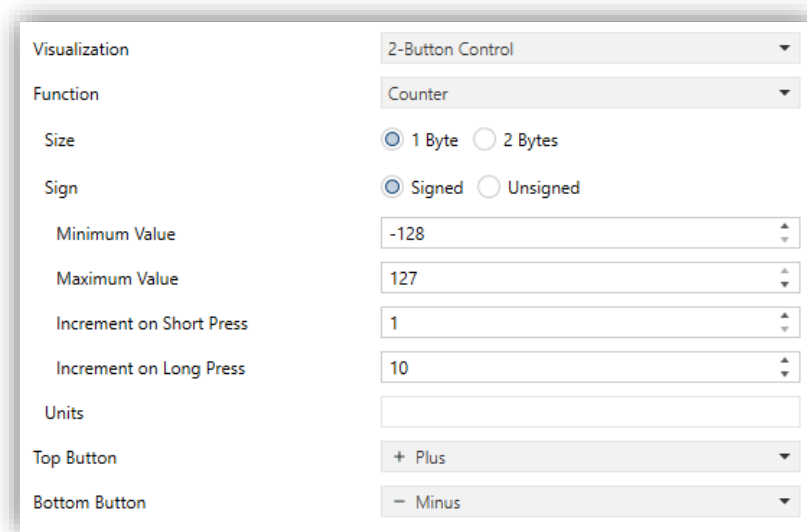 Visualization 2-Button Control
Function Counter
Size 1 Byte 2 Bytes
Sign Signed Unsigned
Minimum Value -128
Maximum Value 127
Increment on Short Press 1
Increment on Long Press 10
Units
Top Button + Plus
Bottom Button − Minus